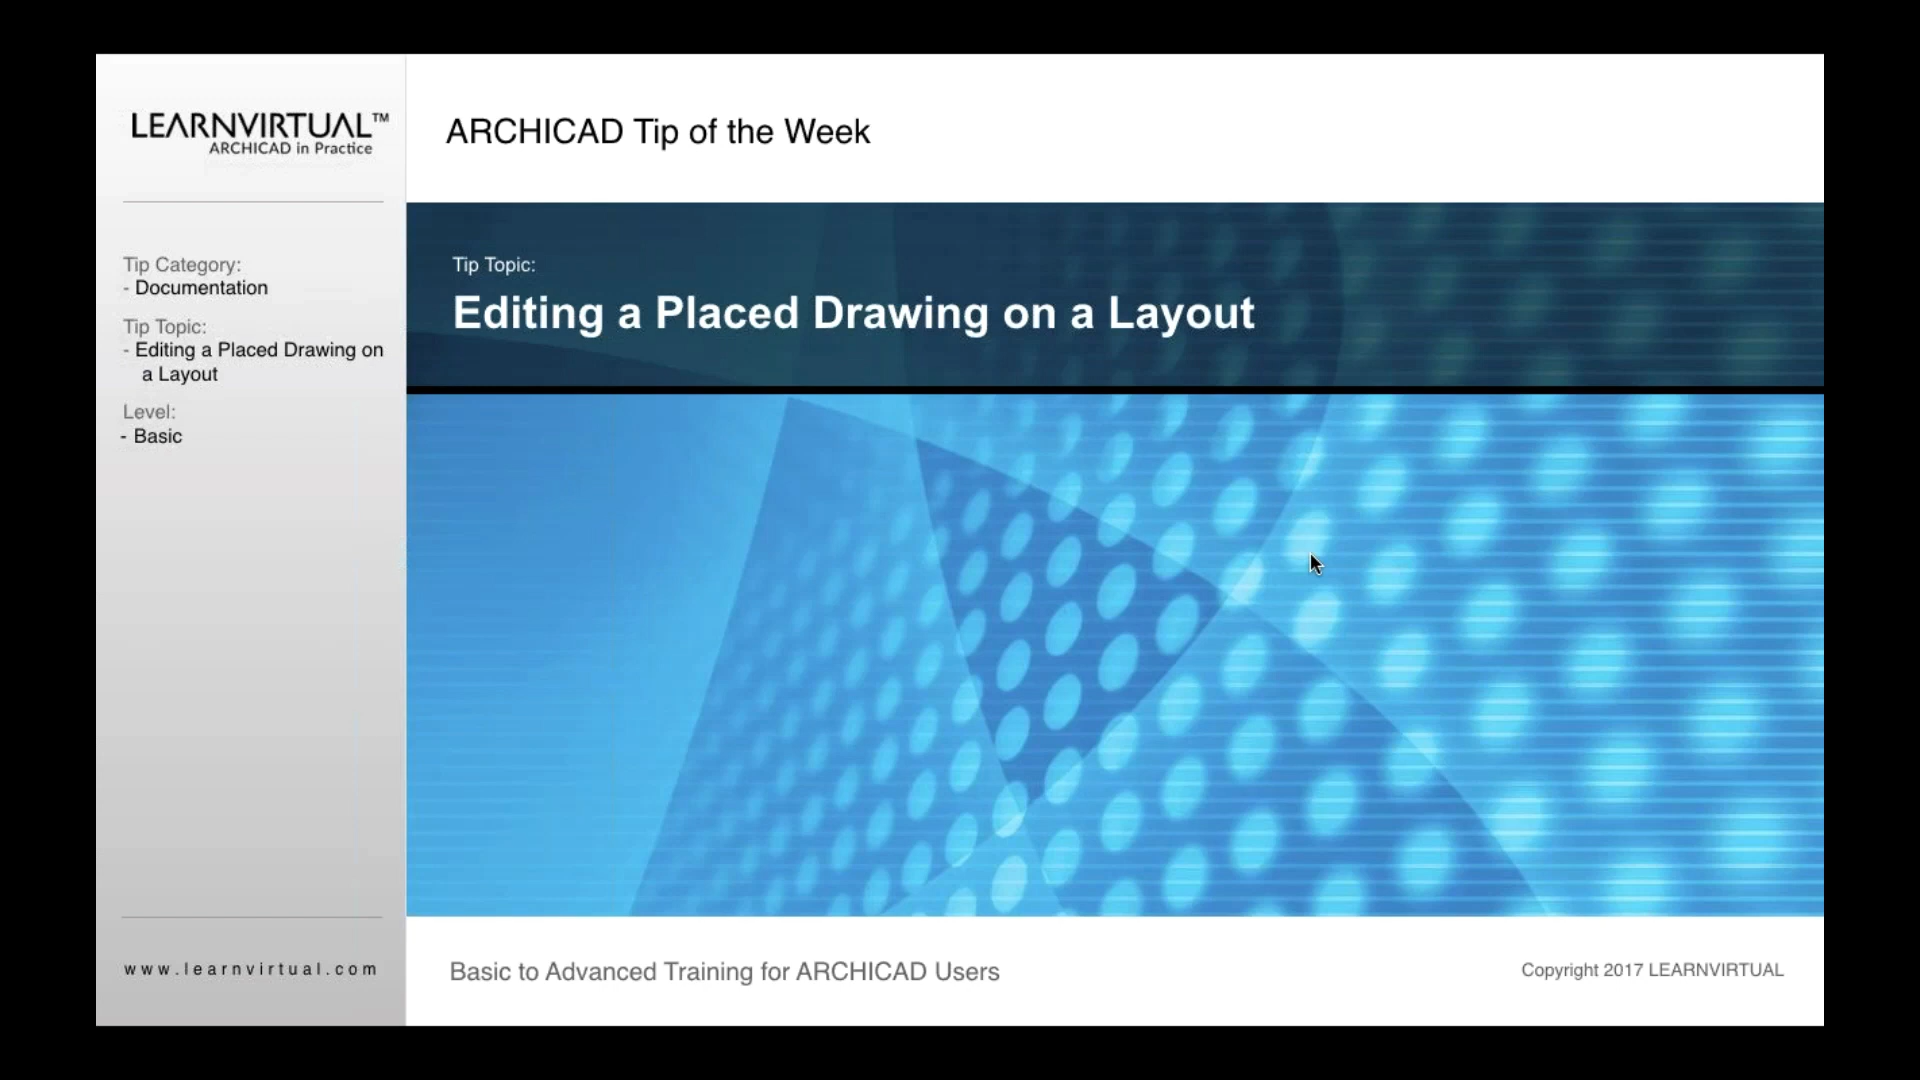 LEARNVIRTUAL™
ARCHICAD in Practice
Tip Category:
- Documentation
Tip Topic:
- Editing a Placed Drawing on
a Layout
Level:
- Basic
www.learnvirtual.com
ARCHICAD Tip of the Week
Tip Topic:
Editing a Placed Drawing on a Layout
Basic to Advanced Training for ARCHICAD Users
Copyright 2017 LEARNVIRTUAL